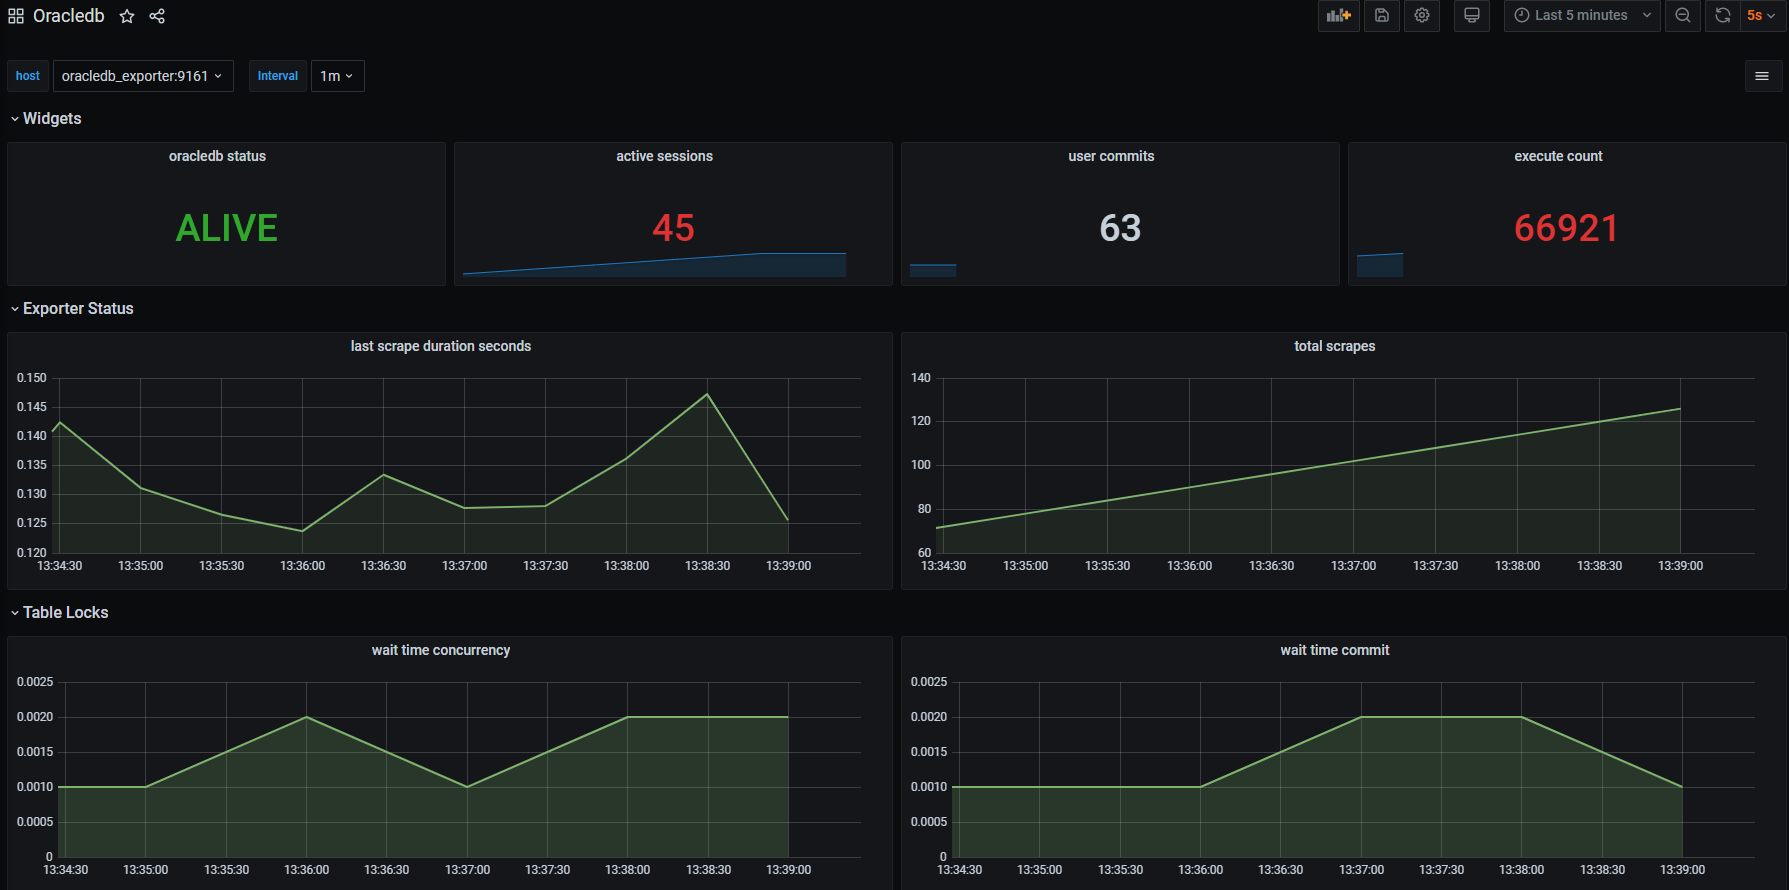 Oracledb
Last 5 minutes
5s
host
oracledb_exporter:9161
Interval
1m
Widgets
oracledb status
ALIVE
active sessions
45
user commits
63
execute count
66921
Exporter Status
last scrape duration seconds
0.150
0.145
0.140
0.135
0.130
0.125
0.120
13:34:30 13:35:00 13:35:30 13:36:00 13:36:30 13:37:00 13:37:30 13:38:00 13:38:30 13:39:00
total scrapes
140
120
100
80
60
13:34:30 13:35:00 13:35:30 13:36:00 13:36:30 13:37:00 13:37:30 13:38:00 13:38:30 13:39:00
Table Locks
wait time concurrency
0.0025
0.0020
0.0015
0.0010
0.0005
0
13:34:30 13:35:00 13:35:30 13:36:00 13:36:30 13:37:00 13:37:30 13:38:00 13:38:30 13:39:00
wait time commit
0.0025
0.0020
0.0015
0.0010
0.0005
0
13:34:30 13:35:00 13:35:30 13:36:00 13:36:30 13:37:00 13:37:30 13:38:00 13:38:30 13:39:00